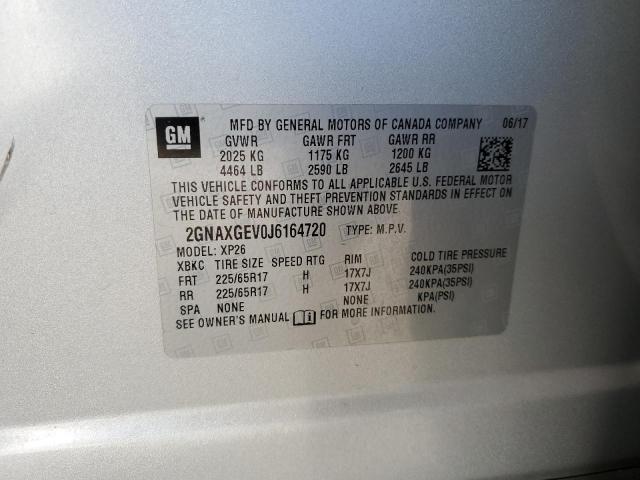 GM
MFD BY GENERAL MOTORS OF CANADA COMPANY 06/17
GVWR GAWR FRT GAWR RR
2025 KG 1175 KG 1200 KG
4464 LB 2590 LB 2645 LB
THIS VEHICLE CONFORMS TO ALL APPLICABLE U.S. FEDERAL MOTOR
VEHICLE SAFETY AND THEFT PREVENTION STANDARDS IN EFFECT ON
THE DATE OF MANUFACTURE SHOWN ABOVE.
2GNAXGEV0J6164720 TYPE: M.P.V.
MODEL: XP26
XBKC TIRE SIZE SPEED RTG RIM COLD TIRE PRESSURE
FRT 225/65R17 H 17X7J 240KPA(35PSI)
RR 225/65R17 H 17X7J 240KPA(35PSI)
SPA NONE NONE KPA(PSI)
SEE OWNER'S MANUAL FOR MORE INFORMATION.